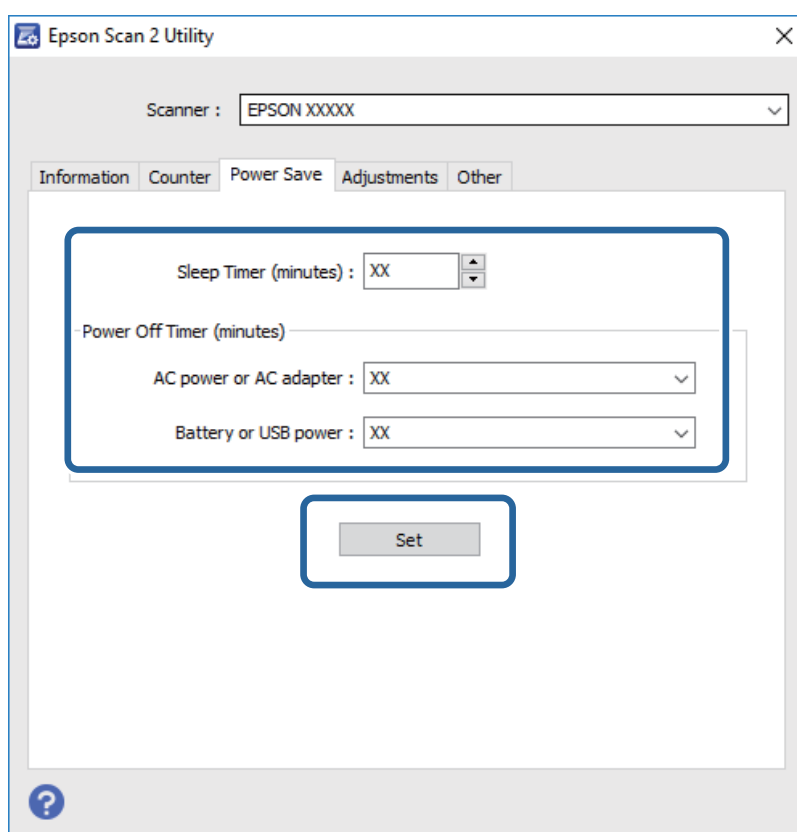 Epson Scan 2 Utility
Scanner : EPSON XXXXX
Information Counter Power Save Adjustments Other
Sleep Timer (minutes) : XX
Power Off Timer (minutes)
AC power or AC adapter : XX
Battery or USB power : XX
Set
?